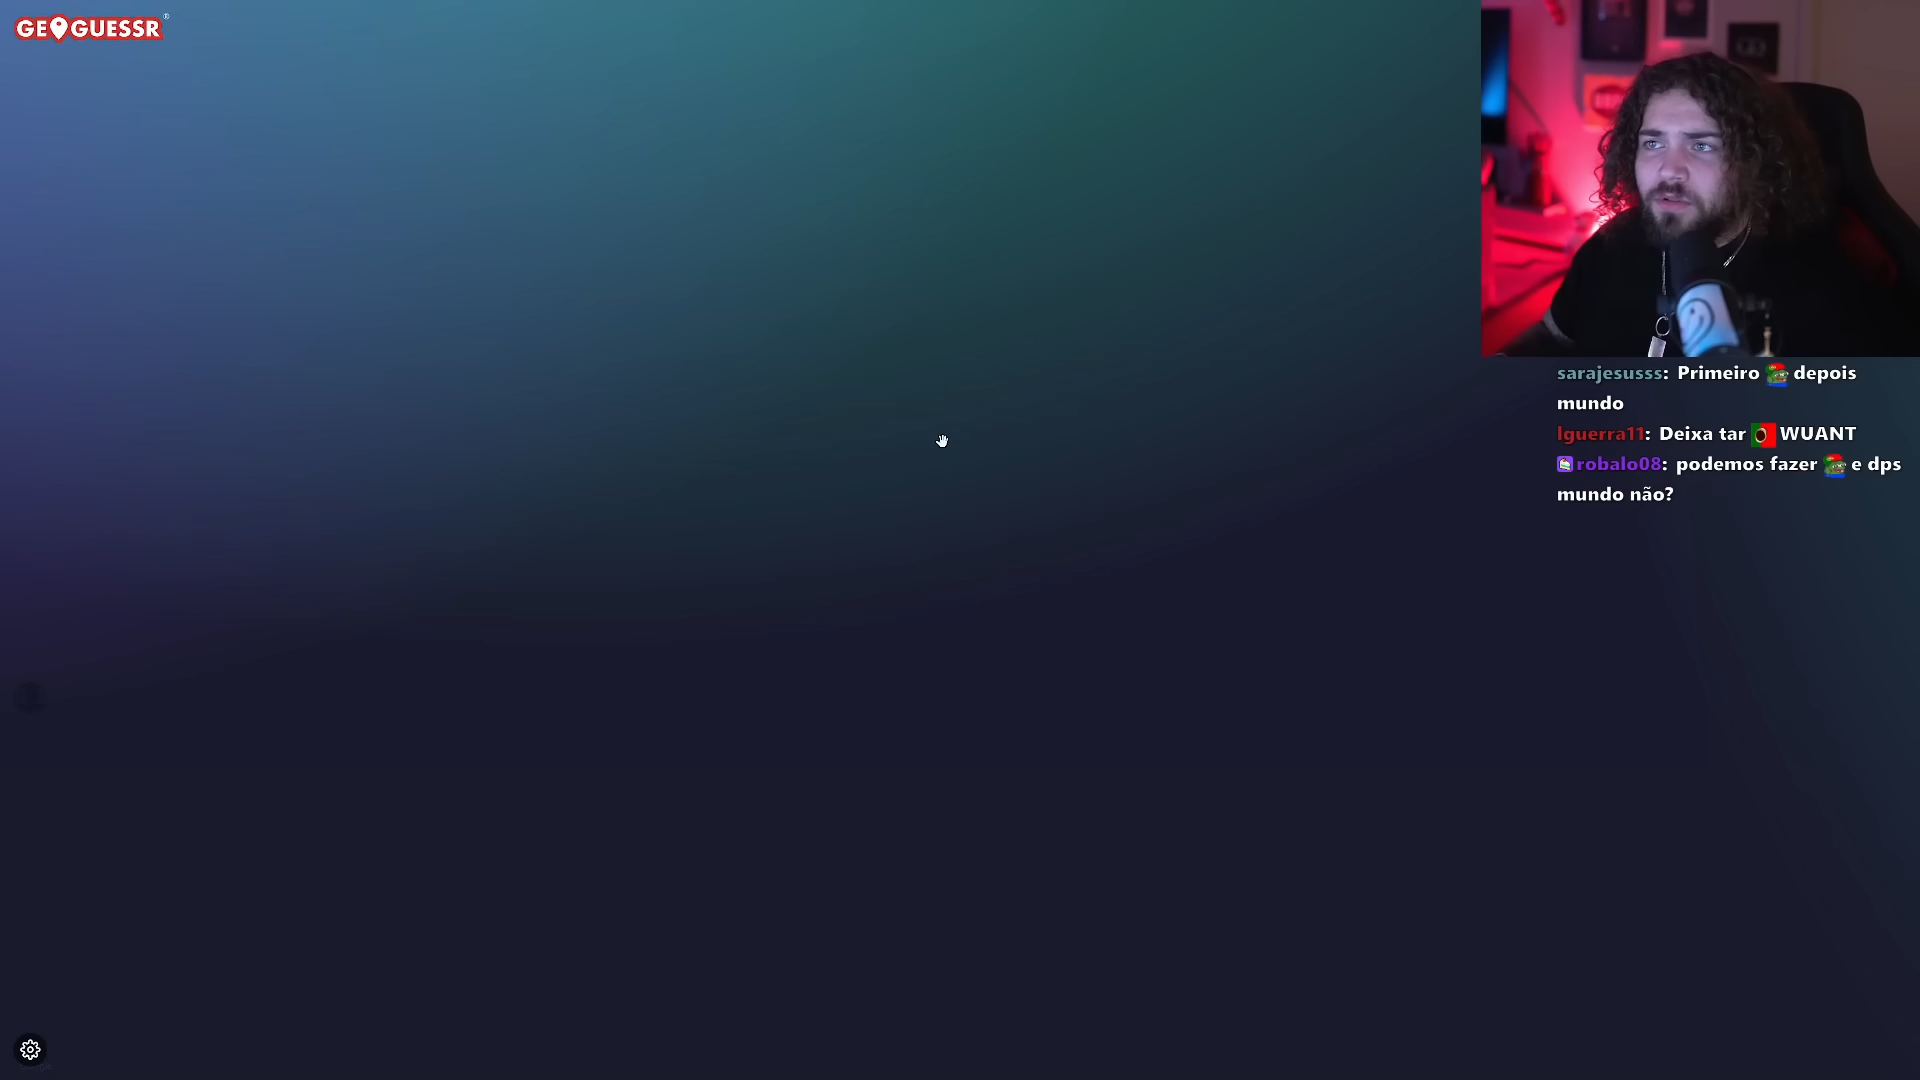 GEOGUESSR
sarajesusss: Primeiro depois
mundo
lguerra11: Deixa tar WUANT
robalo08: podemos fazer e dps
mundo não?